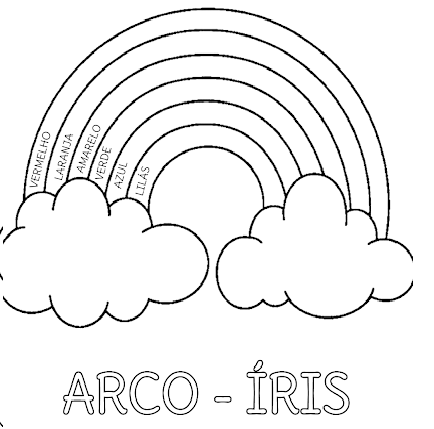 VERMELHO
LARANJA
AMARELO
VERDE
AZUL
LILÁS
ARCO - ÍRIS